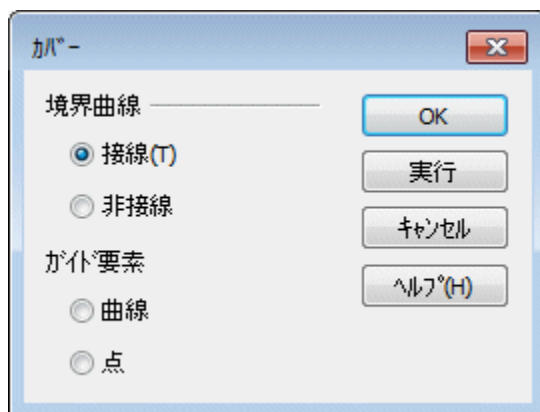 ｶﾊﾞｰ
境界曲線
接線(T)
非接線
ｶﾞｲﾄﾞ要素
曲線
点
OK
実行
ｷｬﾝｾﾙ
ﾍﾙﾌﾟ(H)